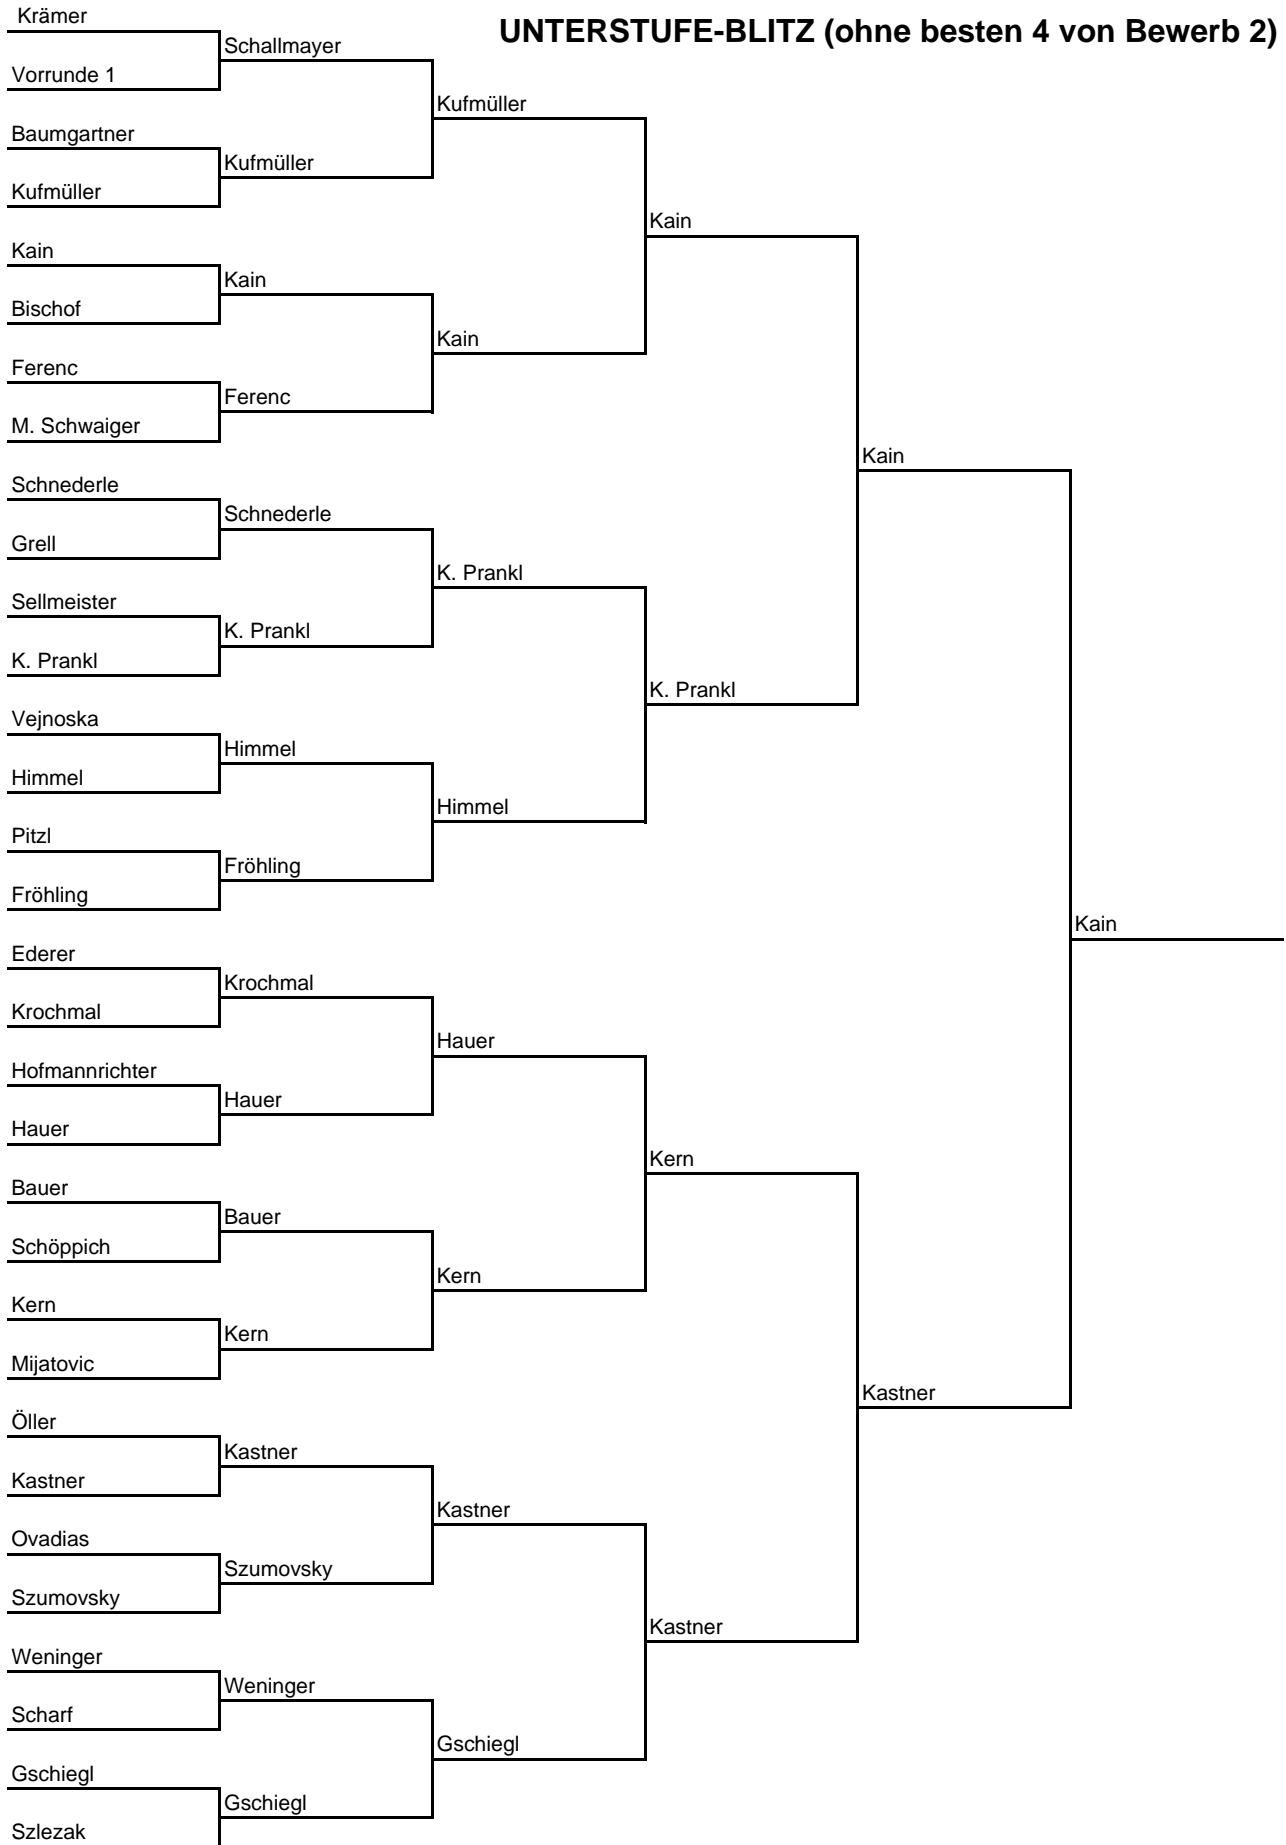 UNTERSTUFE-BLITZ (ohne besten 4 von Bewerb 2)
Krämer
Vorrunde 1
Baumgartner
Kufmüller
Kain
Bischof
Ferenc
M. Schwaiger
Schnederle
Grell
Sellmeister
K. Prankl
Vejnoska
Himmel
Pitzl
Fröhling
Ederer
Krochmal
Hofmannrichter
Hauer
Bauer
Schöppich
Kern
Mijatovic
Öller
Kastner
Ovadias
Szumovsky
Weninger
Scharf
Gschiegl
Szlezak
Schallmayer
Kufmüller
Kain
Ferenc
Schnederle
K. Prankl
Himmel
Fröhling
Krochmal
Hauer
Bauer
Kern
Kastner
Szumovsky
Weninger
Gschiegl
Kufmüller
Kain
K. Prankl
Himmel
Hauer
Kern
Kastner
Gschiegl
Kain
K. Prankl
Kern
Kastner
Kain
Kastner
Kain